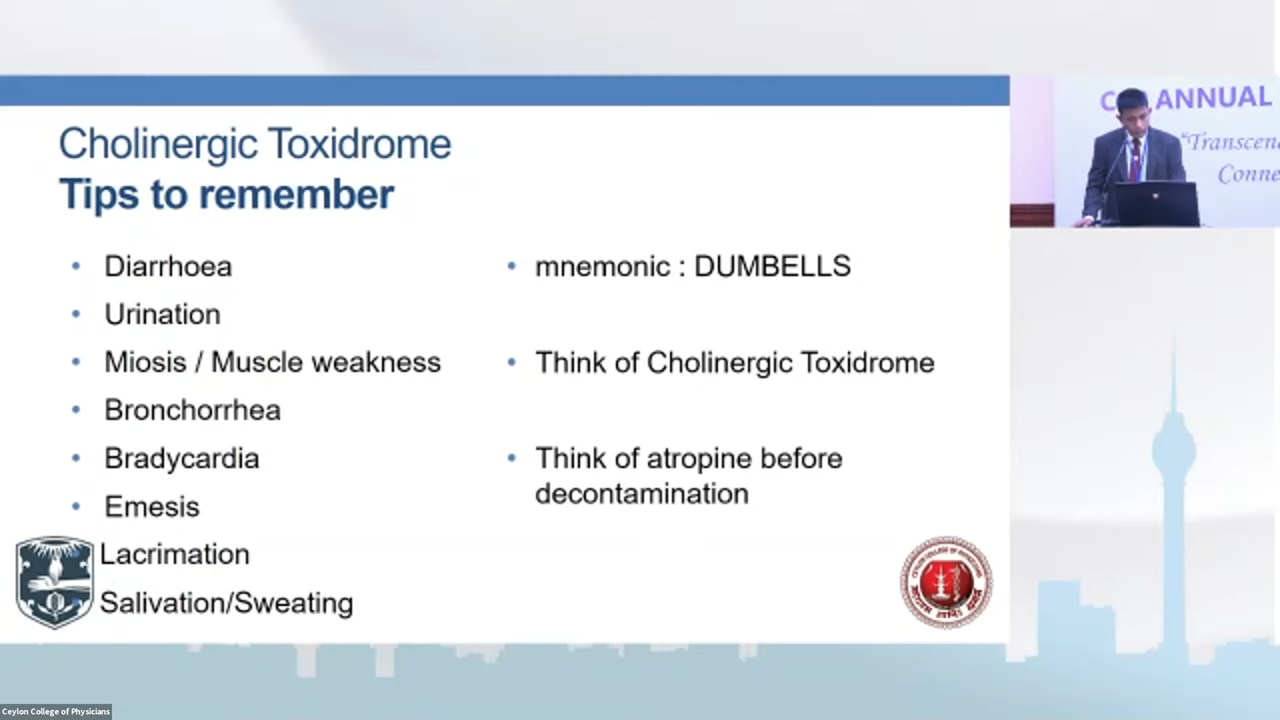 Cholinergic Toxidrome
Tips to remember
• Diarrhoea
• Urination
• Miosis / Muscle weakness
• Bronchorrhea
• Bradycardia
• Emesis
Lacrimation
Salivation/Sweating
• mnemonic : DUMBELLS
• Think of Cholinergic Toxidrome
• Think of atropine before
decontamination
ANNUAL
"Transcen
Conne
Ceylon College of Physicians